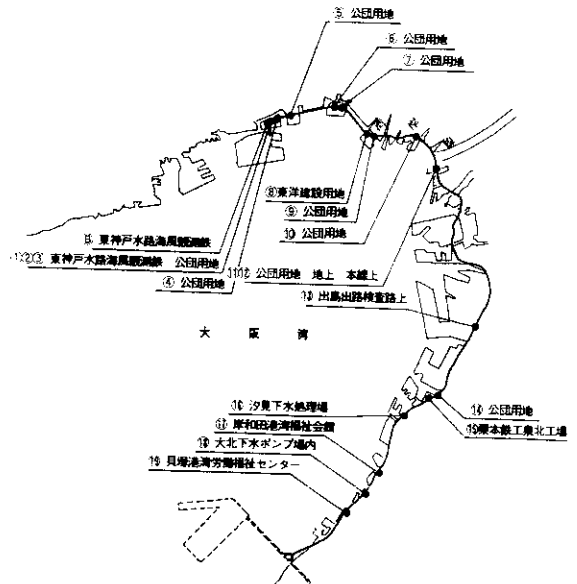 ⑤ 公団用地
⑥ 公団用地
⑦ 公団用地
⑧東洋建設用地
⑨ 公団用地
⑩ 公団用地
東神戸水路海風観測鉄
①②③ 東神戸水路海風観測鉄 公団用地
④ 公団用地
⑪⑫ 公団用地 地上 本線上
⑬ 出島出路検査路上
大阪湾
⑭ 公団用地
⑮栗本鉄工泉北工場
⑯ 汐見下水処理場
⑰ 岸和田港湾福祉会館
⑱ 大北下水ポンプ場内
⑲ 貝塚港湾労働福祉センター